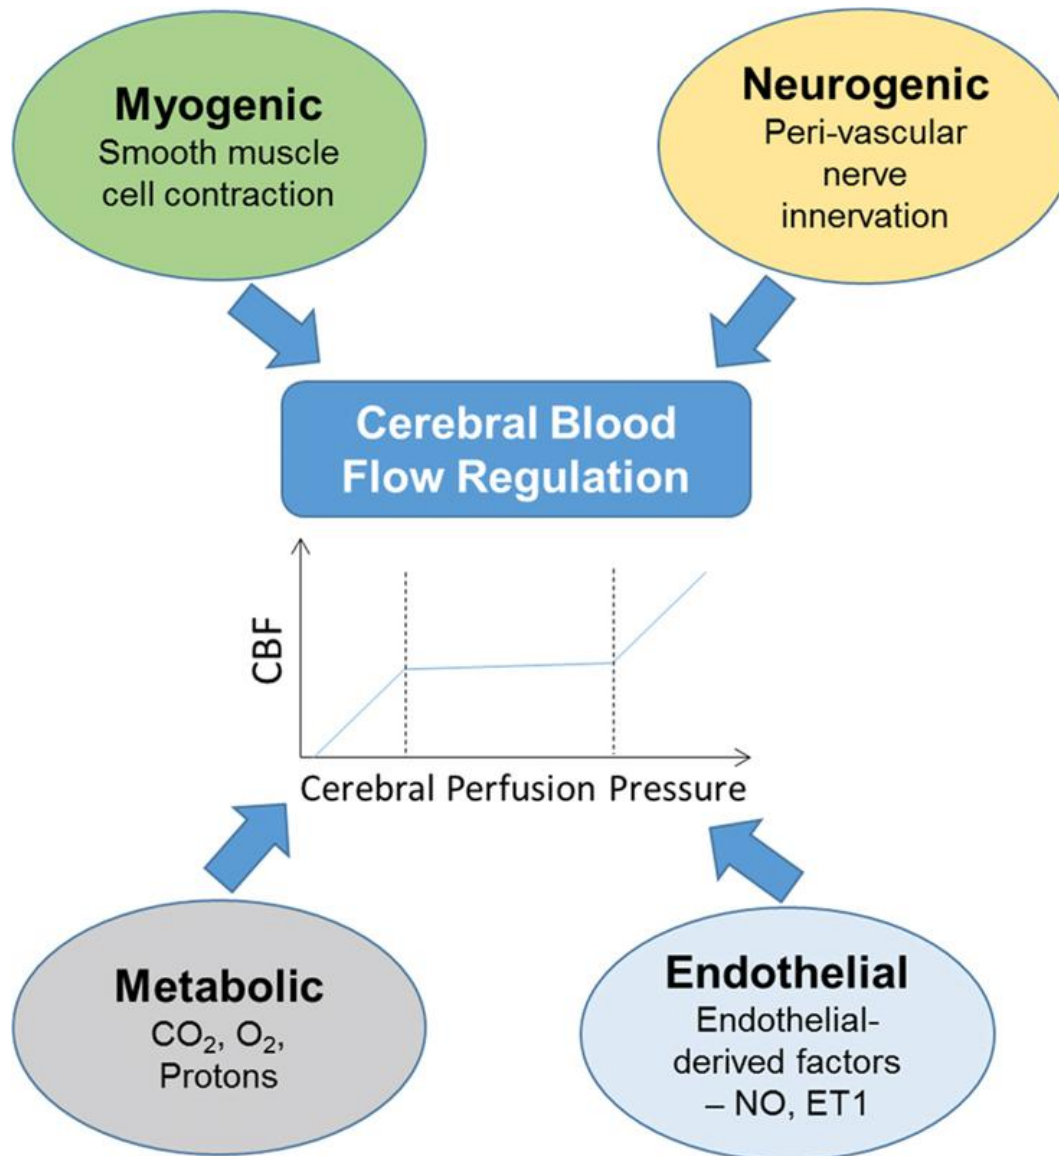 Myogenic
Smooth muscle
cell contraction
Neurogenic
Peri-vascular
nerve
innervation
Cerebral Blood
Flow Regulation
CBF
Cerebral Perfusion Pressure
Metabolic
CO₂, O₂,
Protons
Endothelial
Endothelial-
derived factors
– NO, ET1